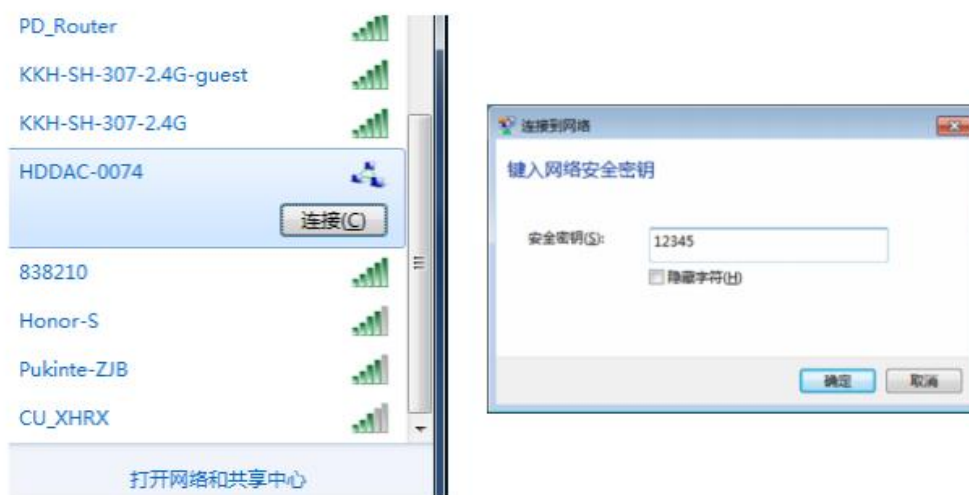 PD_Router
KKH-SH-307-2.4G-guest
KKH-SH-307-2.4G
HDDAC-0074
连接(C)
838210
Honor-S
Pukinte-ZJB
CU_XHRX
打开网络和共享中心
连接到网络
键入网络安全密钥
安全密钥(S):
12345
隐藏字符(H)
确定
取消